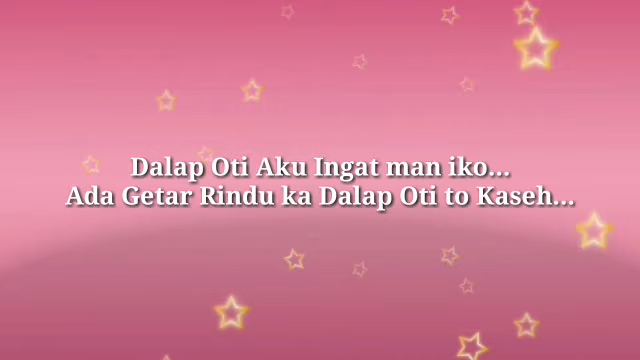 Dalap Oti Aku Ingat man iko...
Ada Getar Rindu ka Dalap Oti to Kaseh...